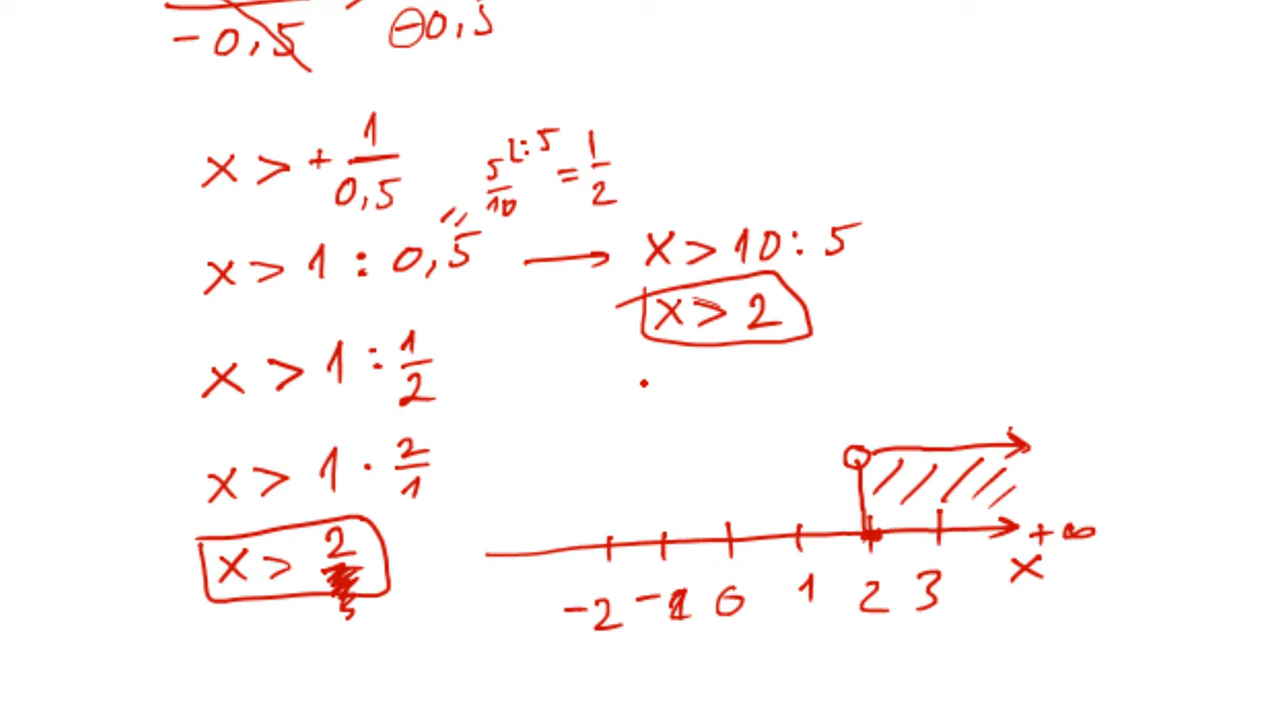 -0,5 -0,5
x > + 1/0,5
5/10 |:5 = 1/2
x > 1 : 0,5 → x > 10 : 5
x > 2
x > 1 : 1/2
x > 1 · 2/1
x > 2
+∞
x
-2 -1 0 1 2 3